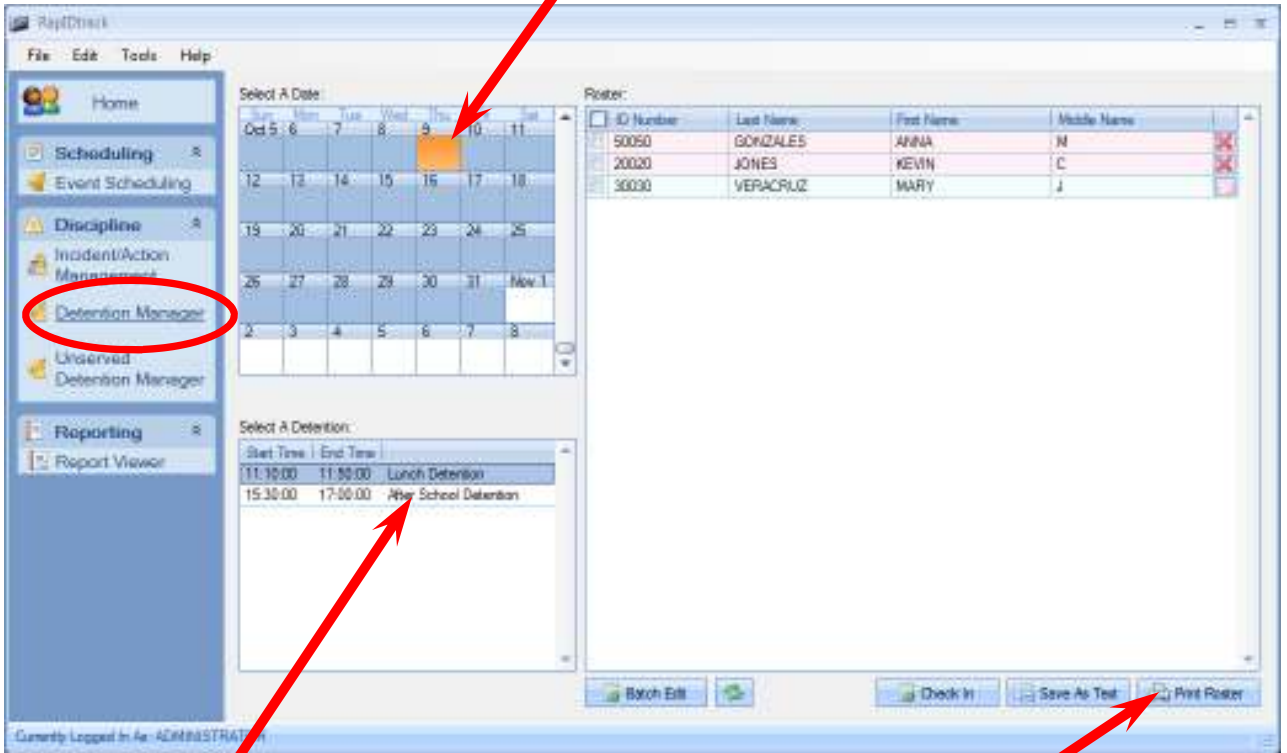 RapIDtrack
File Edit Tools Help
Home
Scheduling
Event Scheduling
Discipline
Incident/Action
Management
Detention Manager
Unserved
Detention Manager
Reporting
Report Viewer
Select A Date:
Sun Mon Tue Wed Thu Sat
Oct 5 6 7 8 9 10 11
12 13 14 15 16 17 18
19 20 21 22 23 24 25
26 27 28 29 30 31 Nov 1
2 3 4 5 6 7 8
Select A Detention:
Start Time End Time
11:10:00 11:50:00 Lunch Detention
15:30:00 17:00:00 After School Detention
Roster:
ID Number Last Name First Name Middle Name
50050 GONZALES ANNA M
20020 JONES KEVIN C
30030 VERACRUZ MARY J
Batch Edit Check In Save As Text Print Roster
Currently Logged In As: ADMINISTRATOR